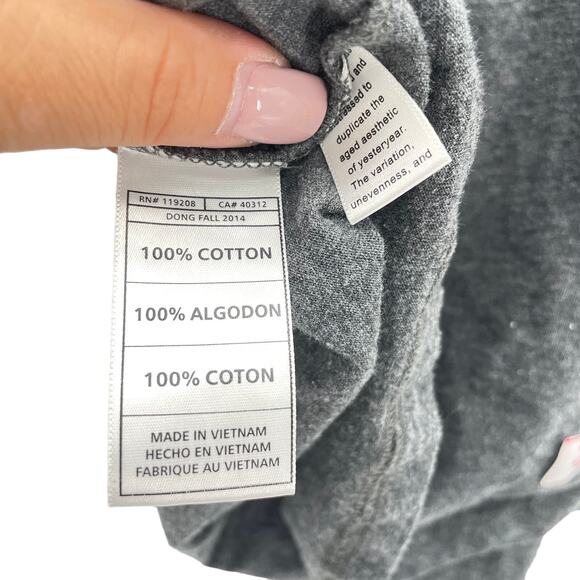 RN# 119208 CA# 40312
DONG FALL 2014
100% COTTON
100% ALGODON
100% COTON
MADE IN VIETNAM
HECHO EN VIETNAM
FABRIQUE AU VIETNAM
and
to
duplicate the
aged aesthetic
of yesteryear.
The variation,
unevenness, and